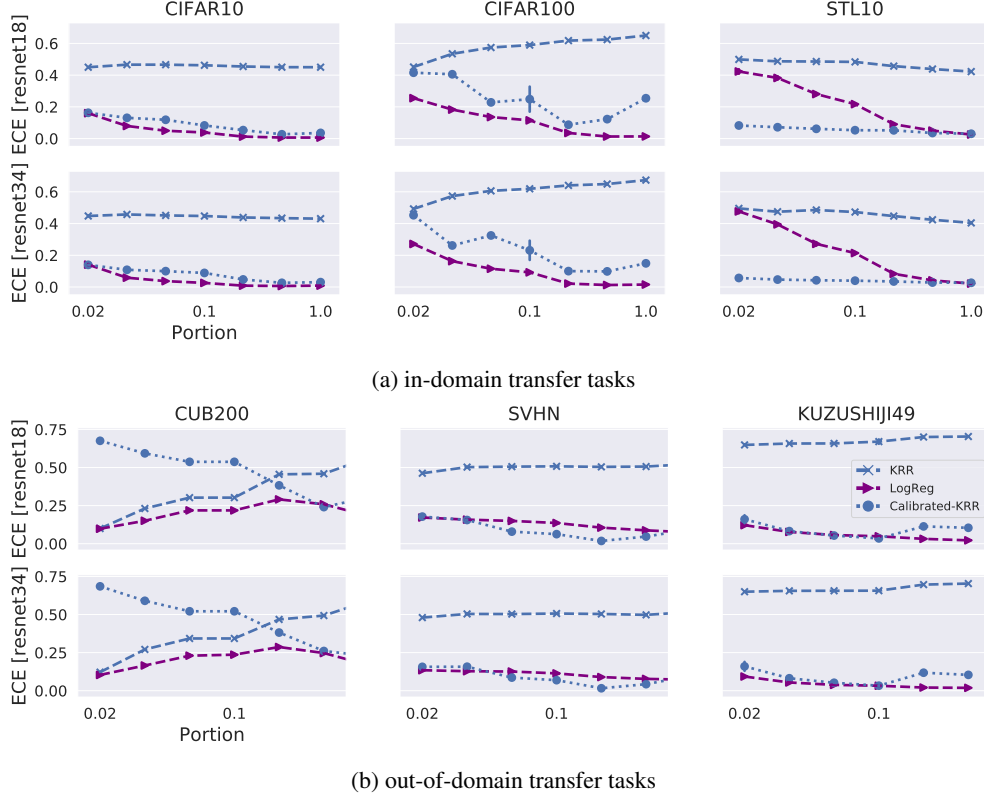 CIFAR10 CIFAR100 STL10
ECE [resnet18]
0.6
0.4
0.2
0.0
ECE [resnet34]
0.6
0.4
0.2
0.0
0.02 0.1 1.0 0.02 0.1 1.0 0.02 0.1 1.0
Portion
(a) in-domain transfer tasks
CUB200 SVHN KUZUSHIJI49
ECE [resnet18]
0.75
0.50
0.25
0.00
KRR
LogReg
Calibrated-KRR
ECE [resnet34]
0.75
0.50
0.25
0.00
0.02 0.1 0.02 0.1 0.02 0.1
Portion
(b) out-of-domain transfer tasks